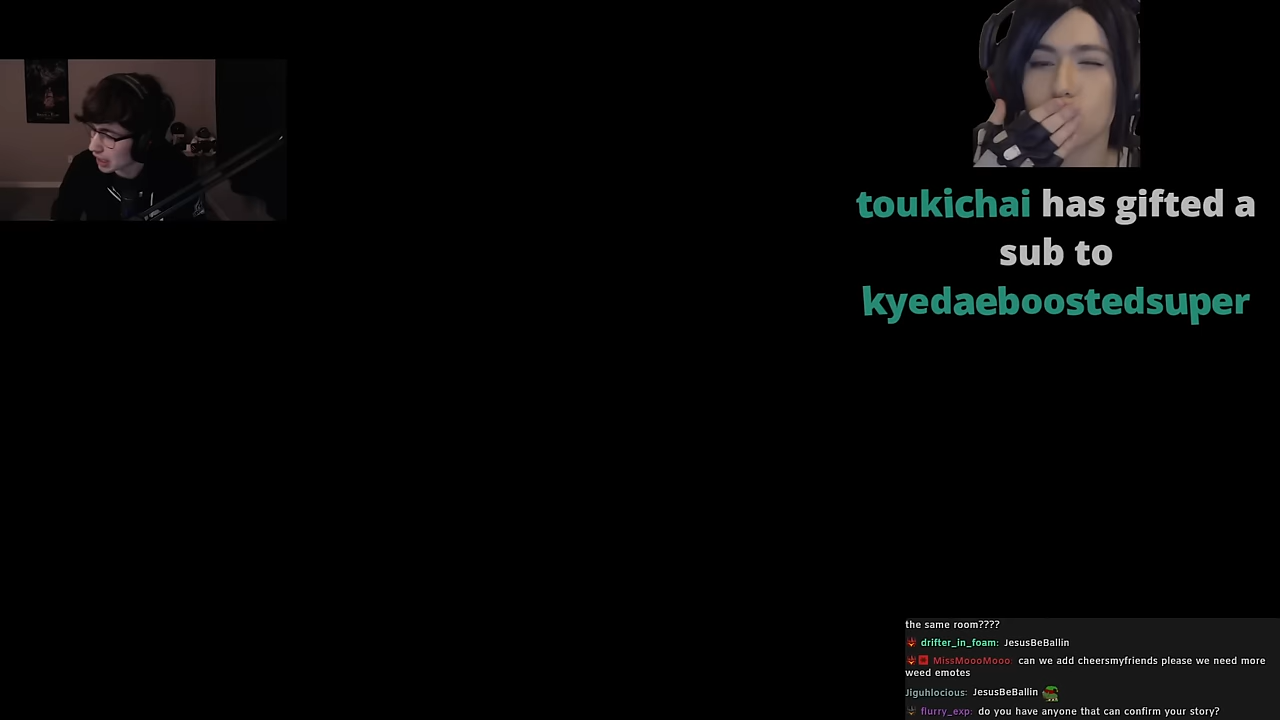 toukichai has gifted a
sub to
kyedaeboostedsuper
the same room????
drifter_in_foam: JesusBeBallin
MissMoooMooo: can we add cheersmyfriends please we need more
weed emotes
Jiguhlocious: JesusBeBallin
flurry_exp: do you have anyone that can confirm your story?